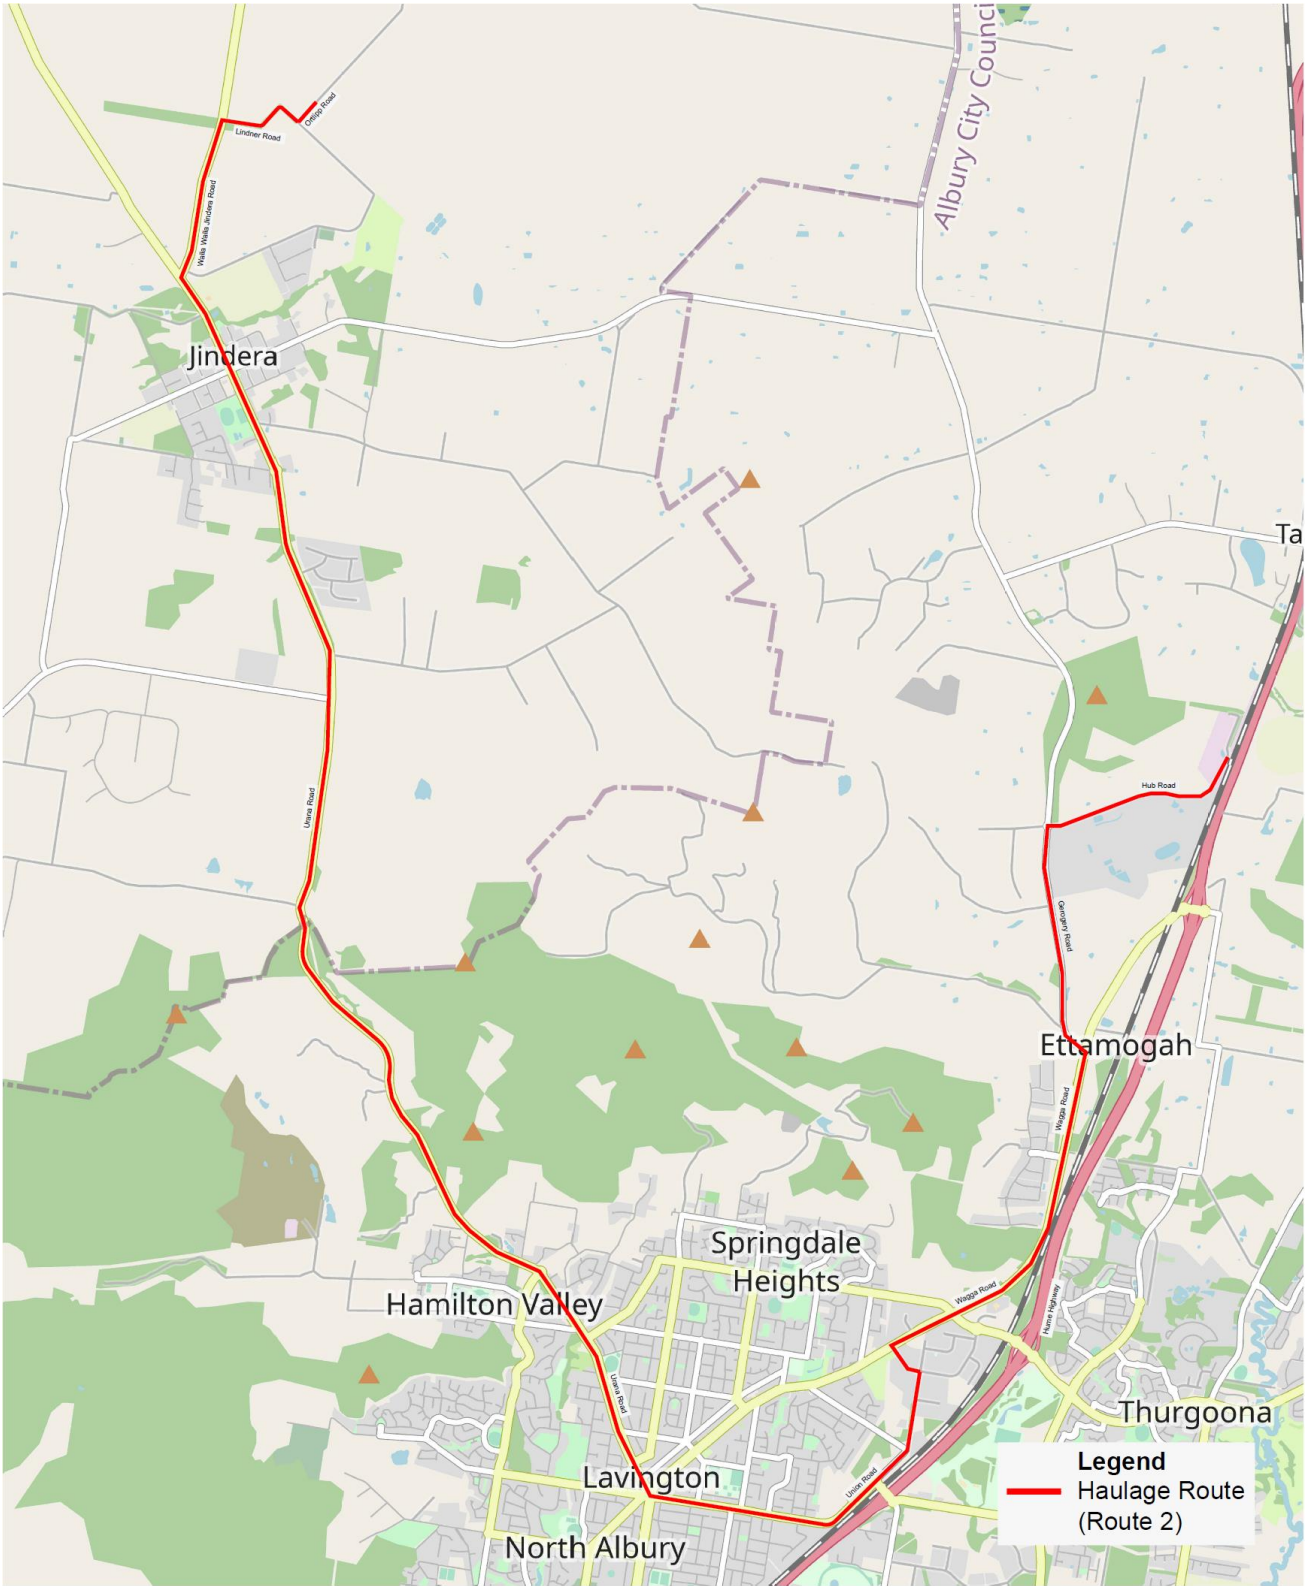 Albury City Counci
Ortlipp Road
Lindner Road
Walla Walla Jindera Road
Jindera
Ta
Urana Road
Hub Road
Gerogery Road
Ettamogah
Wagga Road
Springdale
Heights
Hamilton Valley
Wagga Road
Hume Highway
Urana Road
Thurgoona
Lavington
Union Road
North Albury
Legend
Haulage Route
(Route 2)